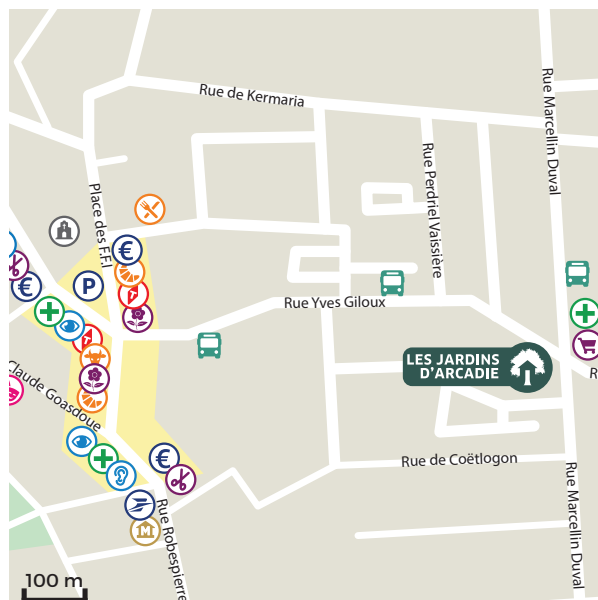 Rue de Kermaria
Rue Marcellin Duval
Rue Perdriel Vaissière
Place des F.F.I
€
€
P
Rue Yves Giloux
LES JARDINS
D'ARCADIE
R
Claude Goasdoue
€
Rue de Coëtlogon
Rue Robespierre
Rue Marcellin Duval
100 m